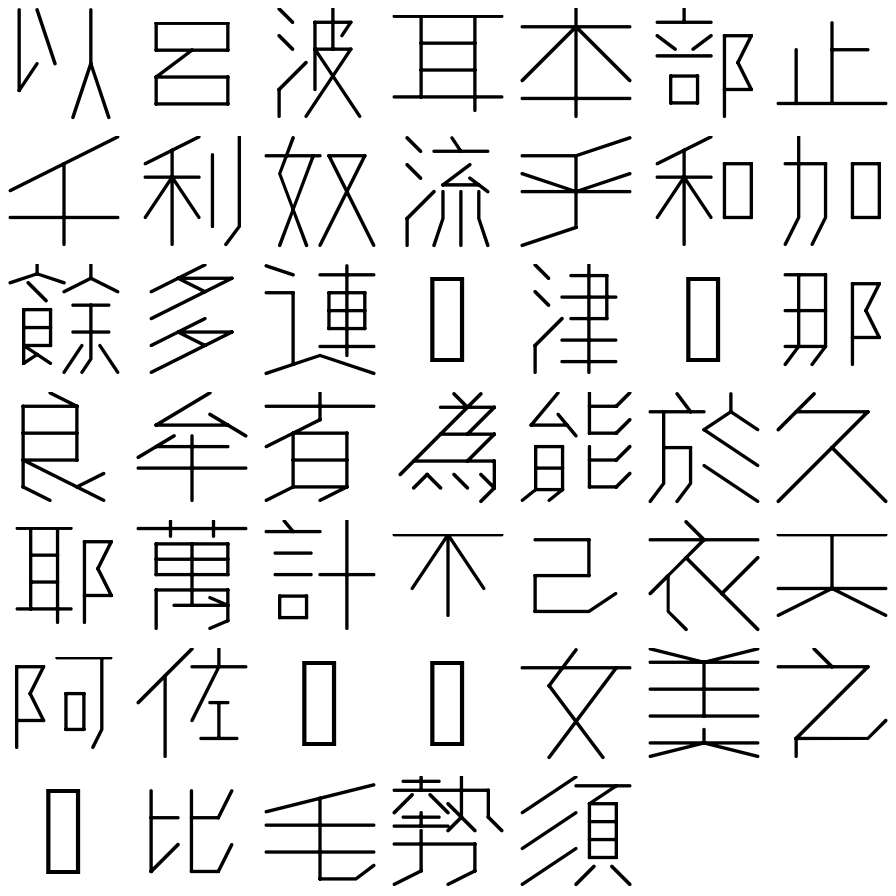 以呂波耳本部止
千利奴流乎和加
餘多連□津□那
良牟有為能於久
耶萬計不己衣天
阿佐□□女美之
□比毛勢須